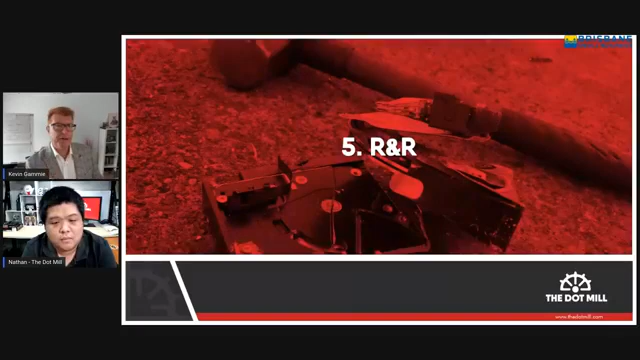 BRISBANE
5. R&R
Kevin Gammie
Nathan - The Dot Mill
THE DOT MILL
www.thedotmill.com